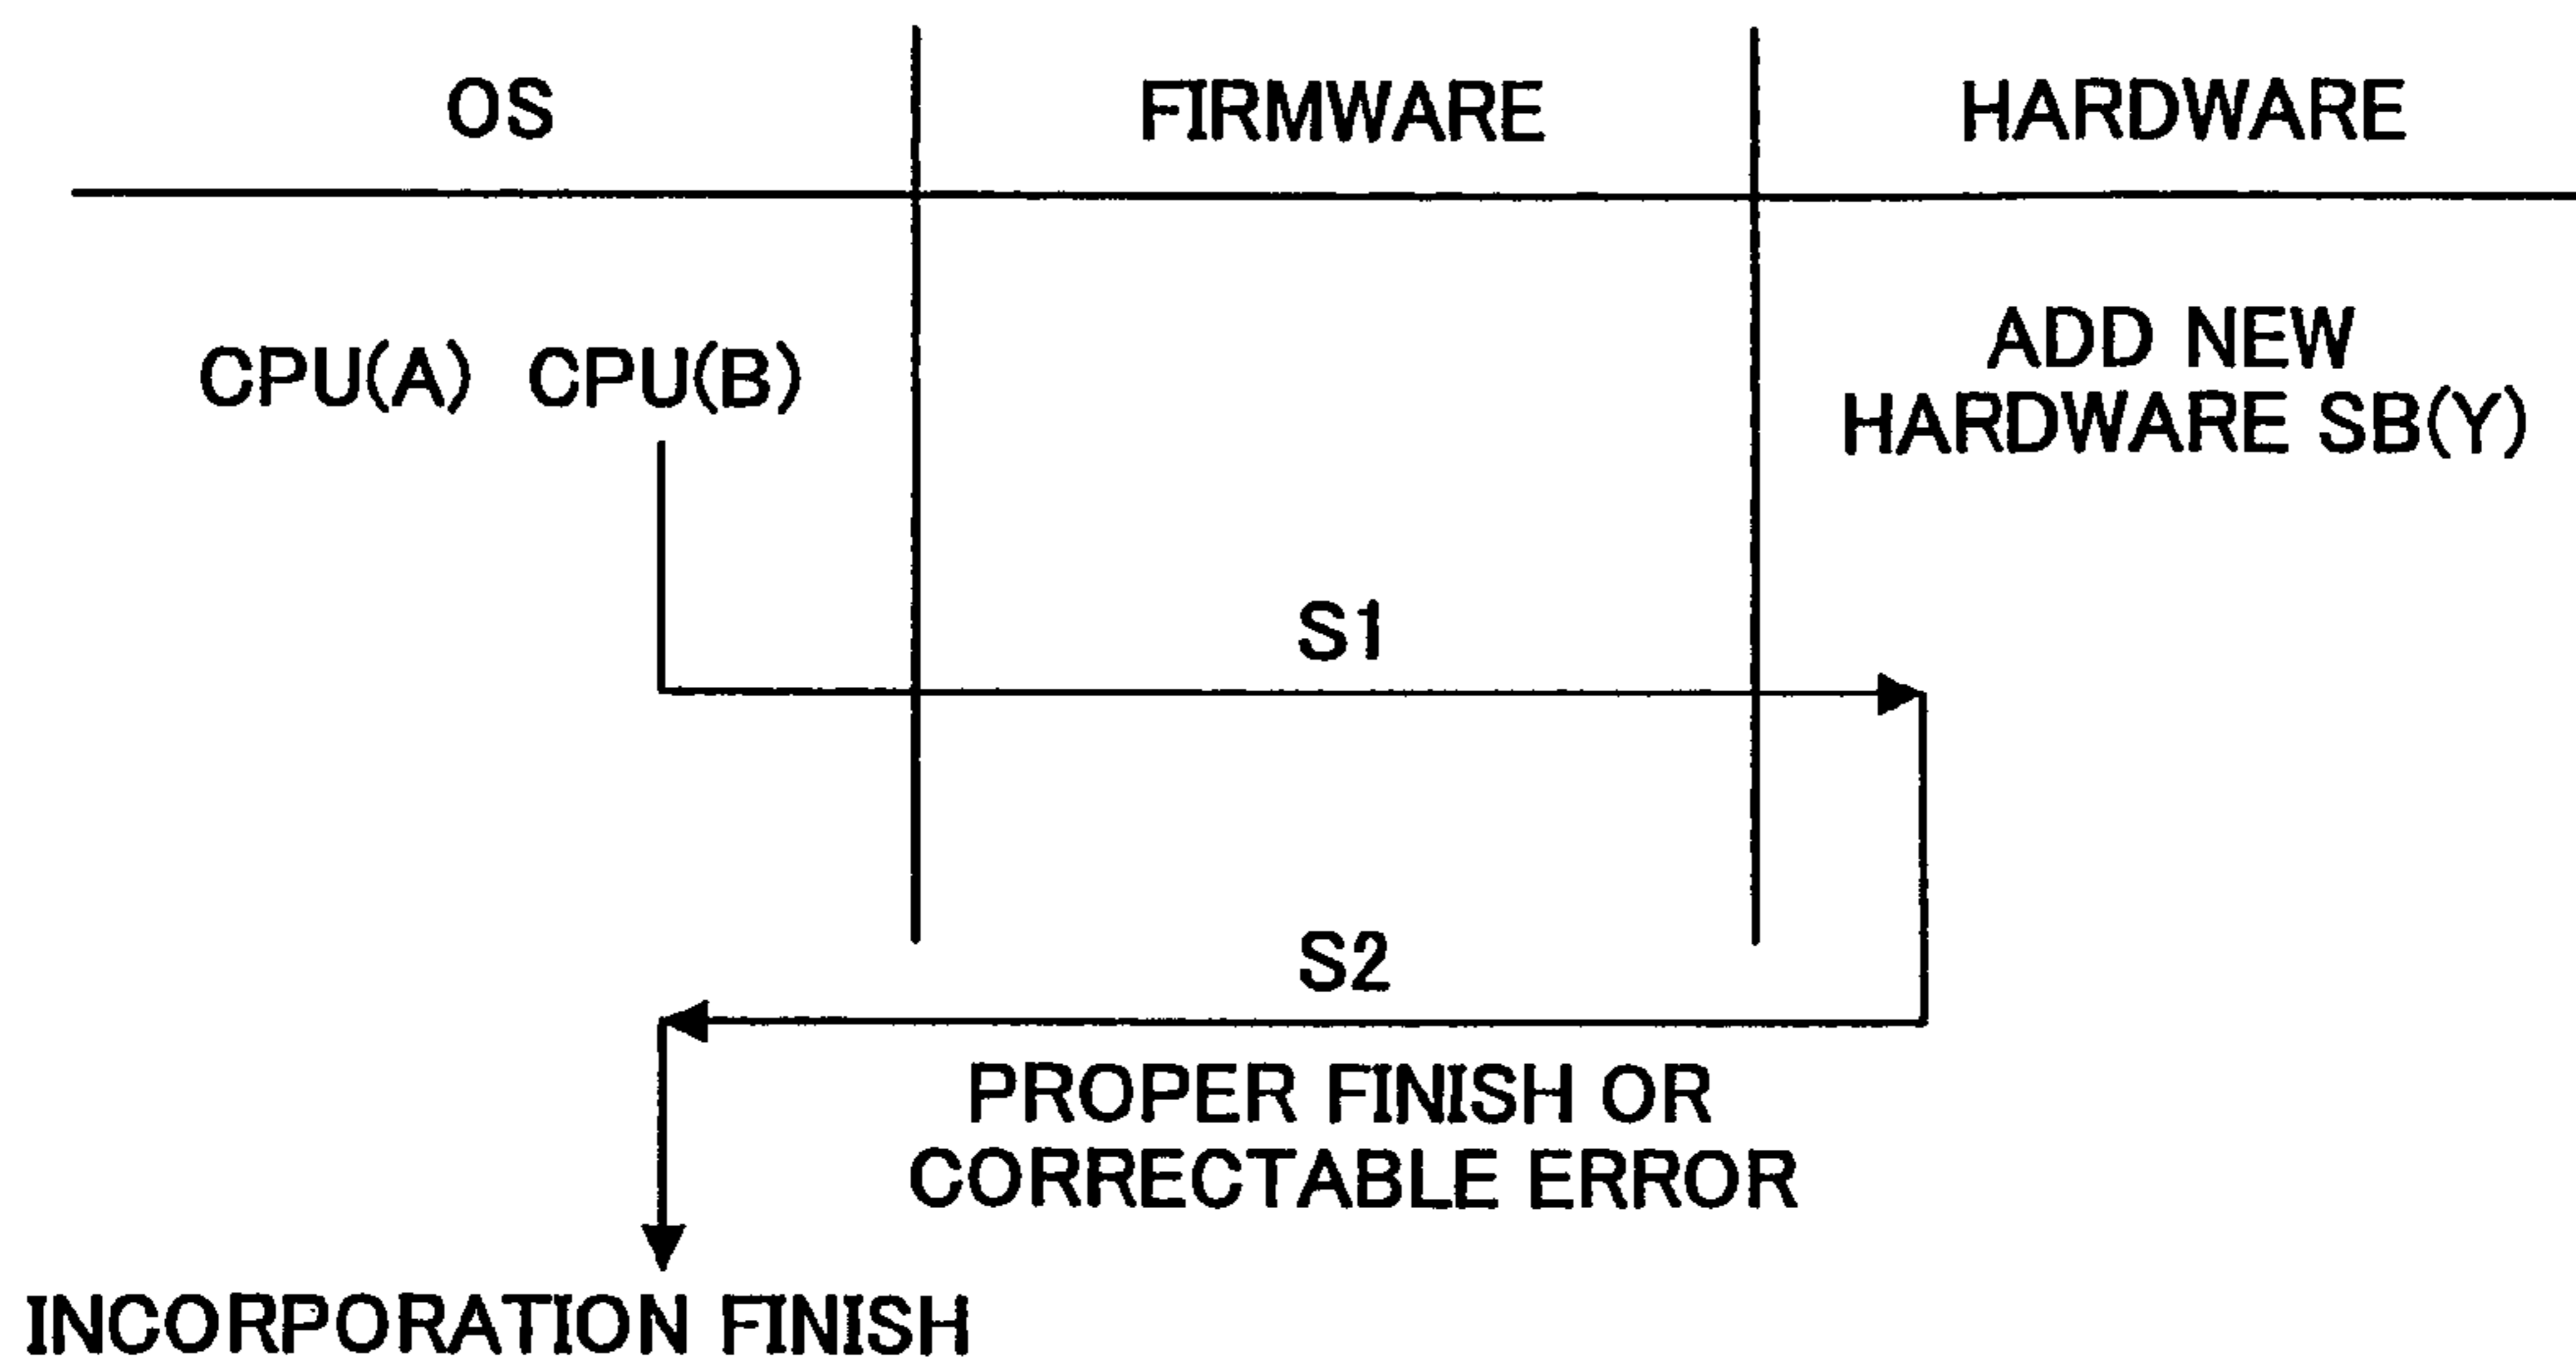 OS
FIRMWARE
HARDWARE
CPU(A) CPU(B)
ADD NEW
HARDWARE SB(Y)
S1
S2
PROPER FINISH OR
CORRECTABLE ERROR
INCORPORATION FINISH